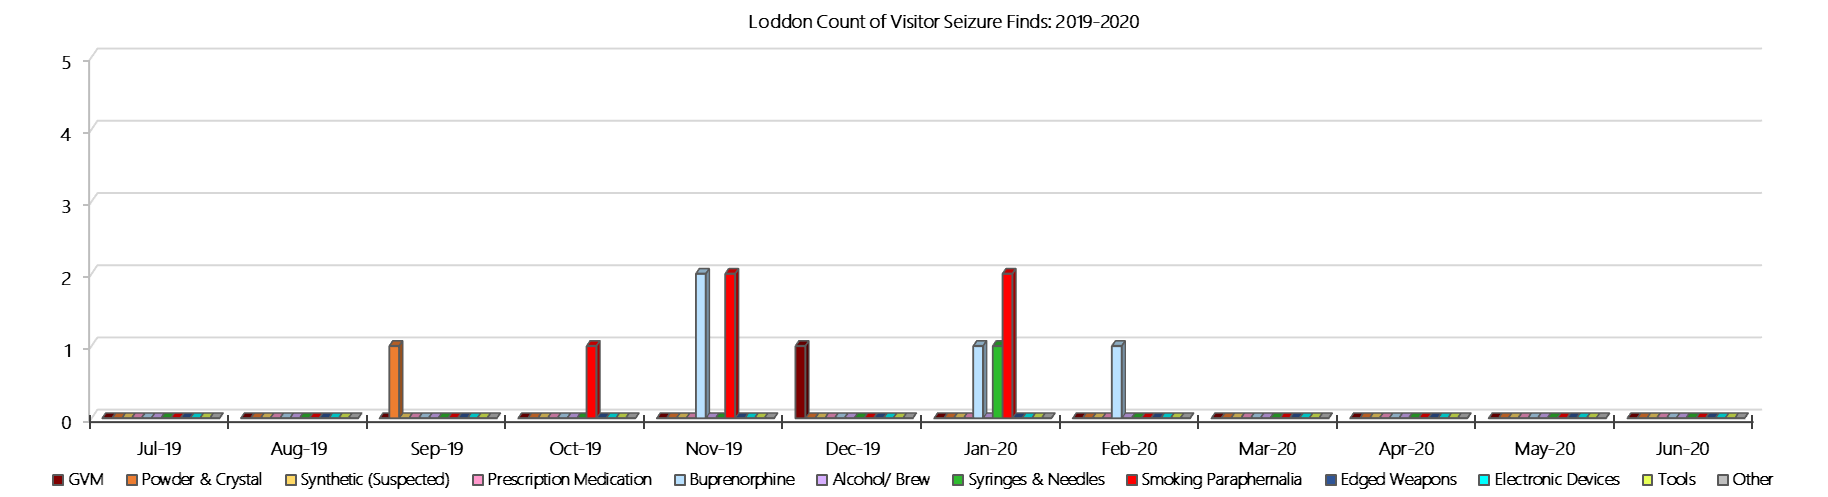 Loddon Count of Visitor Seizure Finds: 2019-2020
5
4
3
2
1
0
Jul-19 Aug-19 Sep-19 Oct-19 Nov-19 Dec-19 Jan-20 Feb-20 Mar-20 Apr-20 May-20 Jun-20
GVM Powder & Crystal Synthetic (Suspected) Prescription Medication Buprenorphine Alcohol/ Brew Syringes & Needles Smoking Paraphernalia Edged Weapons Electronic Devices Tools Other